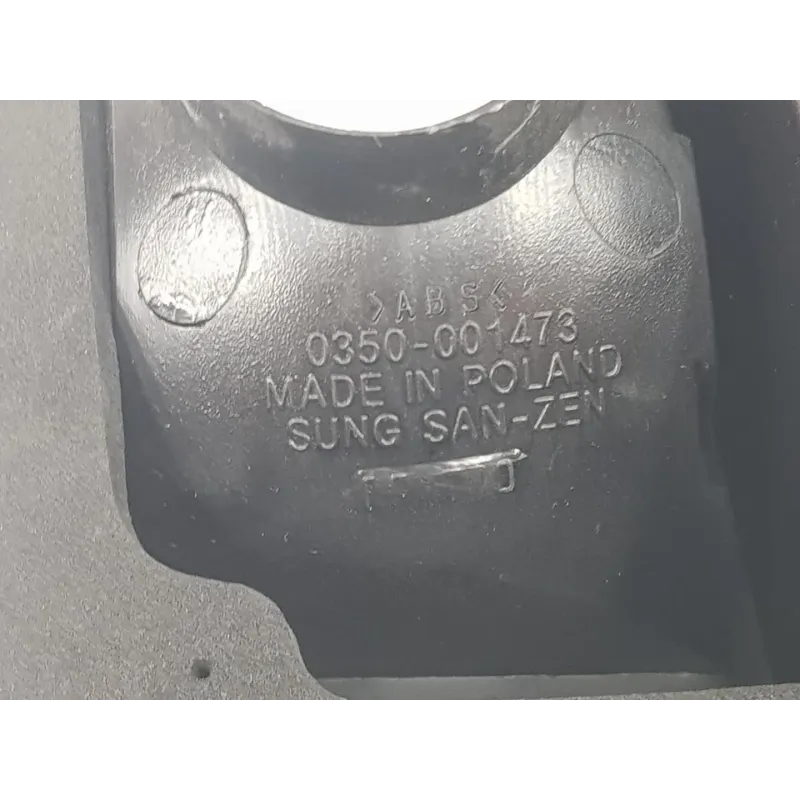 >ABS<
0350-001473
MADE IN POLAND
SUNG SAN-ZEN